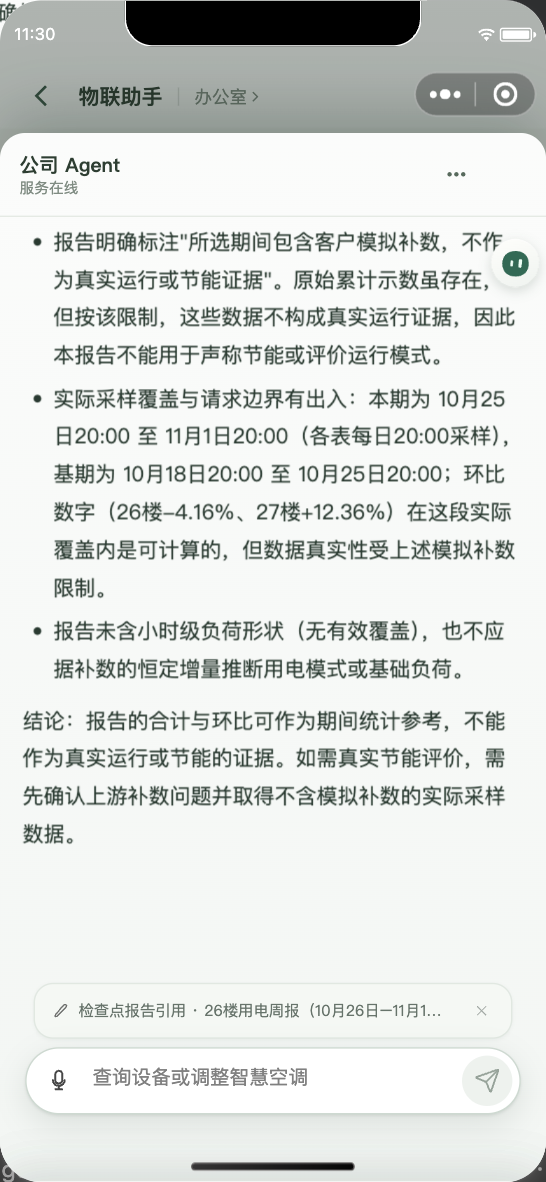 确
11:30
物联助手 办公室
公司 Agent
服务在线
• 报告明确标注"所选期间包含客户模拟补数，不作
为真实运行或节能证据"。原始累计示数虽存在，
但按该限制，这些数据不构成真实运行证据，因此
本报告不能用于声称节能或评价运行模式。
• 实际采样覆盖与请求边界有出入：本期为 10月25
日20:00 至 11月1日20:00（各表每日20:00采样），
基期为 10月18日20:00 至 10月25日20:00；环比
数字（26楼−4.16%、27楼+12.36%）在这段实际
覆盖内是可计算的，但数据真实性受上述模拟补数
限制。
• 报告未含小时级负荷形状（无有效覆盖），也不应
据补数的恒定增量推断用电模式或基础负荷。
结论：报告的合计与环比可作为期间统计参考，不能
作为真实运行或节能的证据。如需真实节能评价，需
先确认上游补数问题并取得不含模拟补数的实际采样
数据。
检查点报告引用 · 26楼用电周报（10月26日—11月1...
查询设备或调整智慧空调